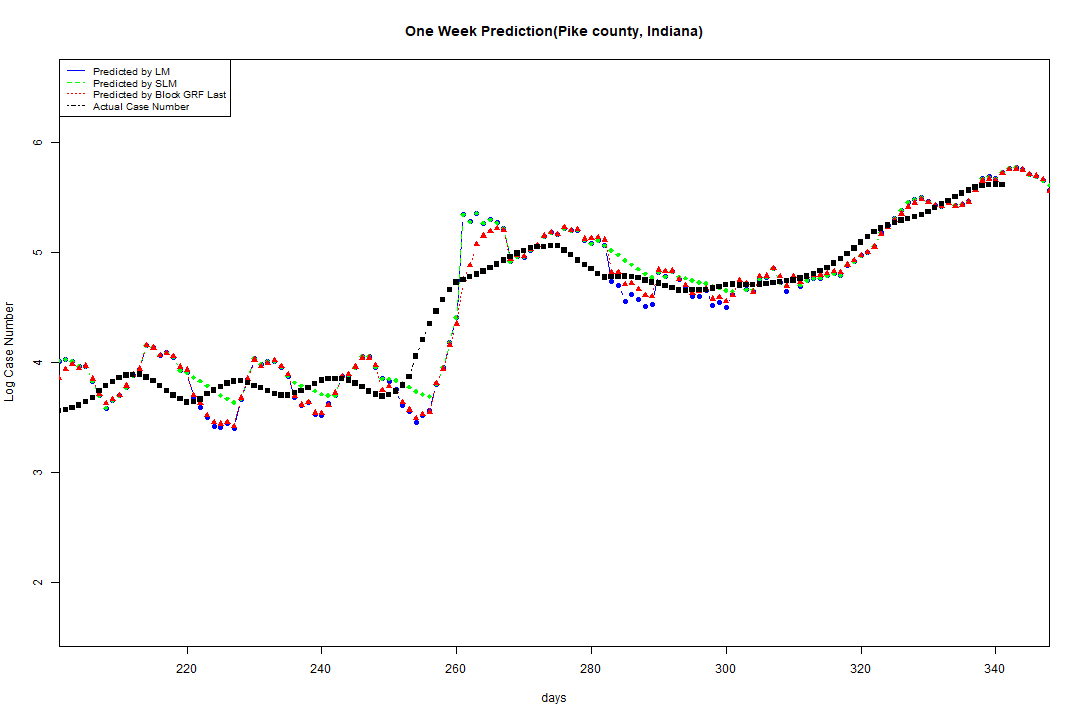 One Week Prediction(Pike county, Indiana)
Predicted by LM
Predicted by SLM
Predicted by Block GRF Last
Actual Case Number
6
5
4
3
2
Log Case Number
220 240 260 280 300 320 340
days